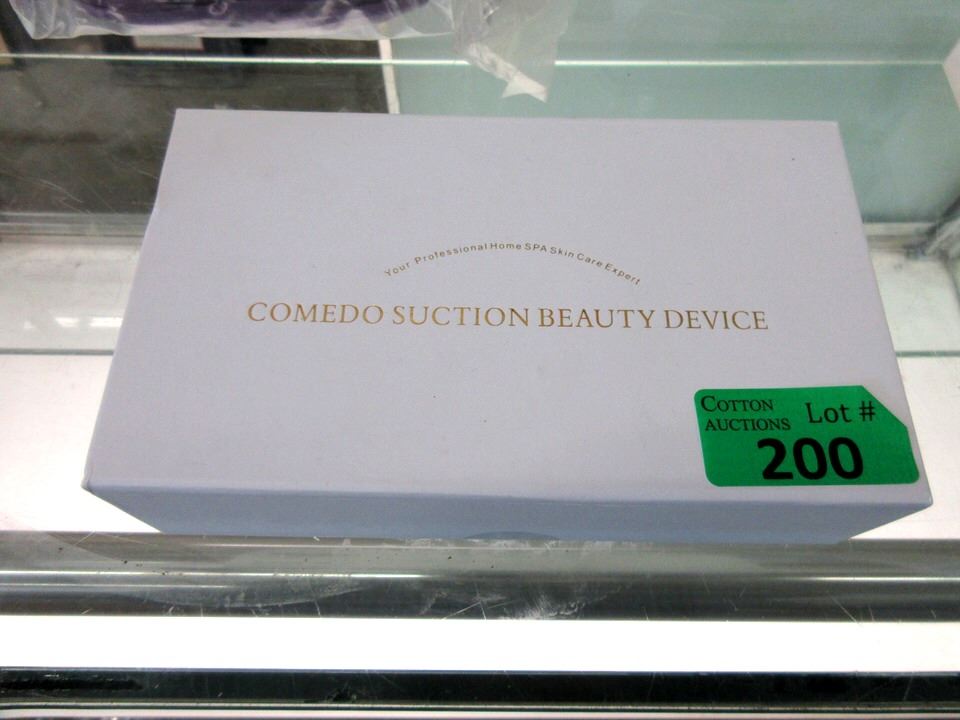 Your Professional Home SPA Skin Care Expert
COMEDO SUCTION BEAUTY DEVICE
COTTON
AUCTIONS
Lot #
200